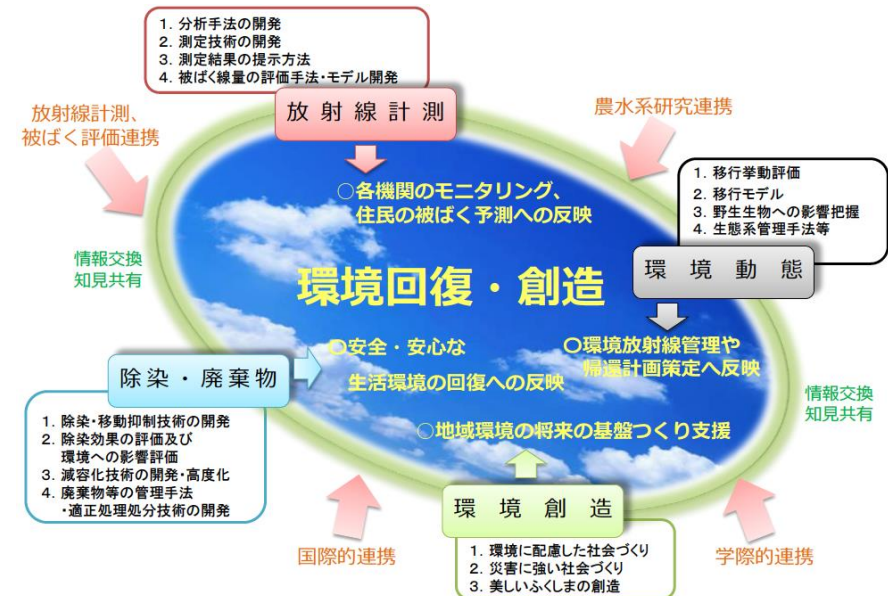 1. 分析手法の開発
2. 測定技術の開発
3. 測定結果の提示方法
4. 被ばく線量の評価手法・モデル開発
放射線計測
放射線計測、
被ばく評価連携
農水系研究連携
○各機関のモニタリング、
住民の被ばく予測への反映
1. 移行挙動評価
2. 移行モデル
3. 野生生物への影響把握
4. 生態系管理手法等
環境動態
情報交換
知見共有
環境回復・創造
○安全・安心な
生活環境の回復への反映
○環境放射線管理や
帰還計画策定へ反映
除染・廃棄物
1. 除染・移動抑制技術の開発
2. 除染効果の評価及び
環境への影響評価
3. 減容化技術の開発・高度化
4. 廃棄物等の管理手法
・適正処理処分技術の開発
情報交換
知見共有
○地域環境の将来の基盤つくり支援
環境創造
1. 環境に配慮した社会づくり
2. 災害に強い社会づくり
3. 美しいふくしまの創造
国際的連携
学際的連携